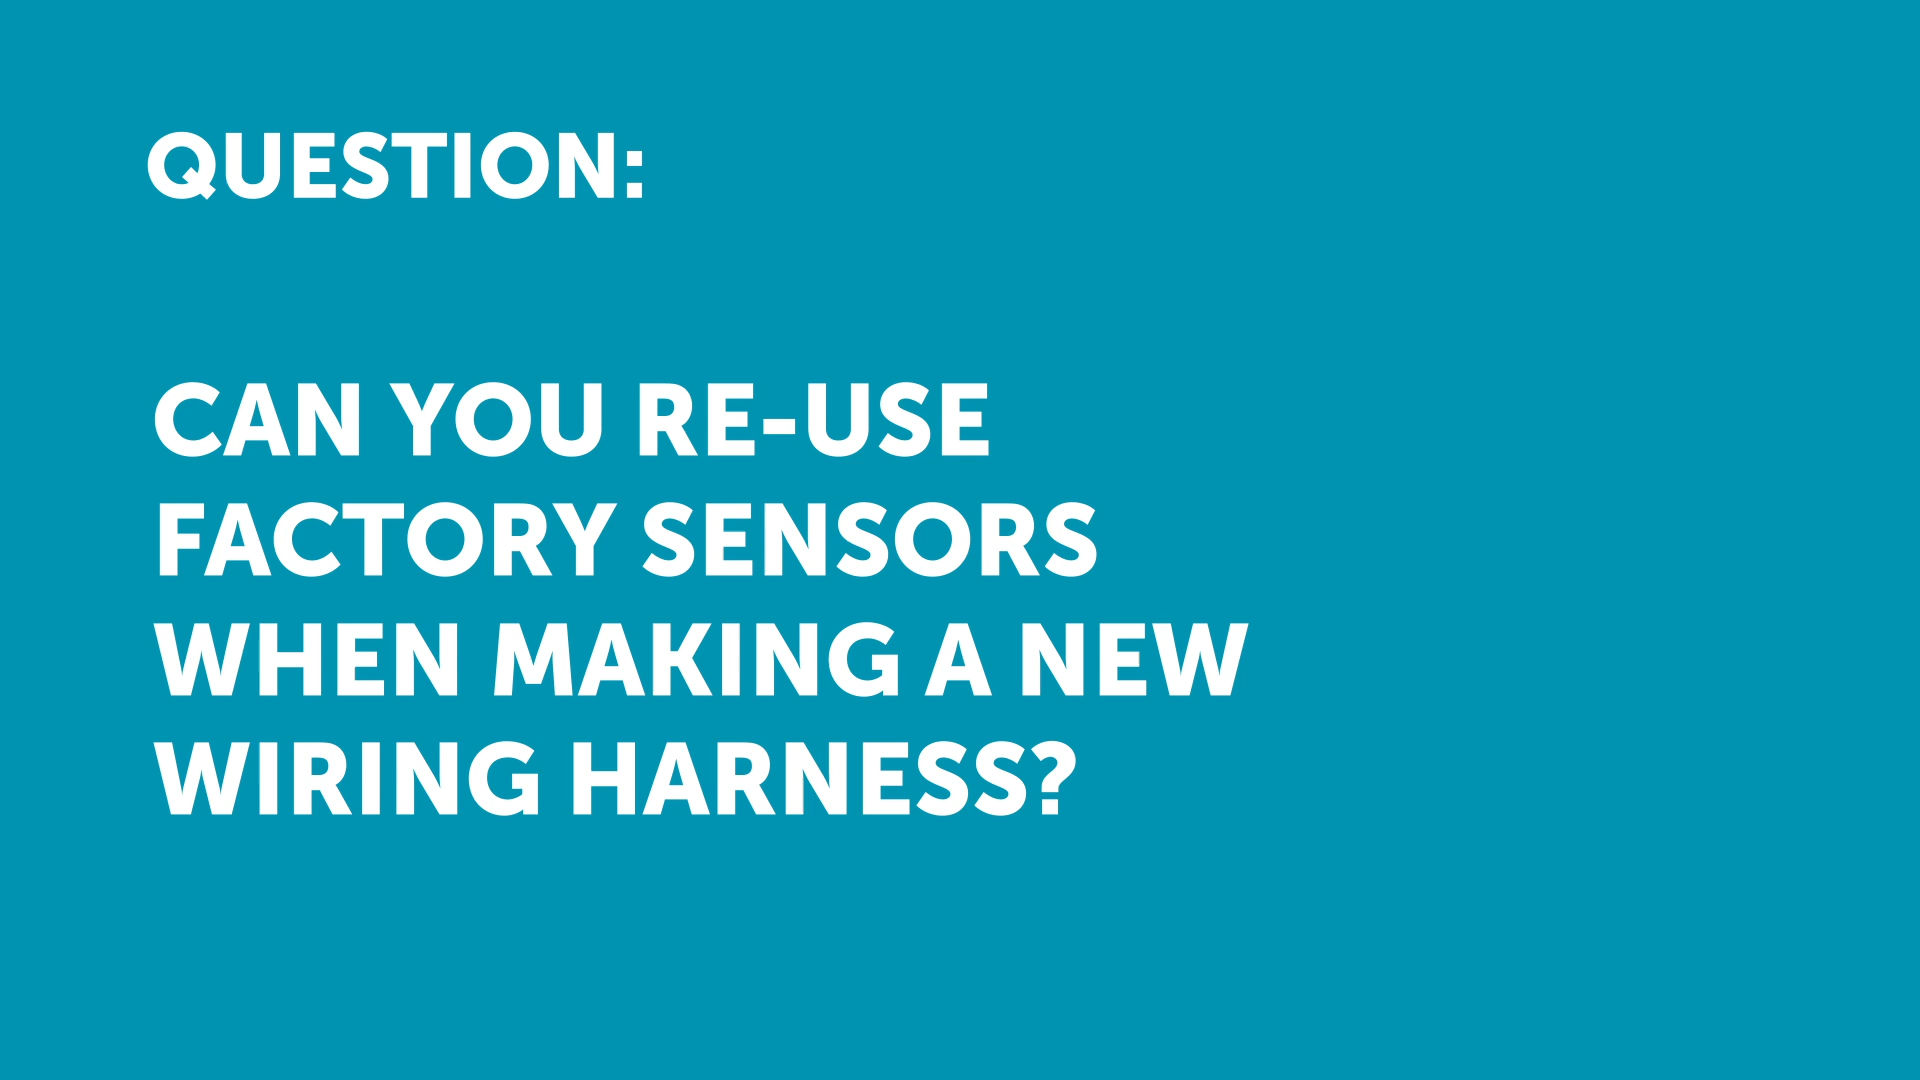 QUESTION:
CAN YOU RE-USE
FACTORY SENSORS
WHEN MAKING A NEW
WIRING HARNESS?